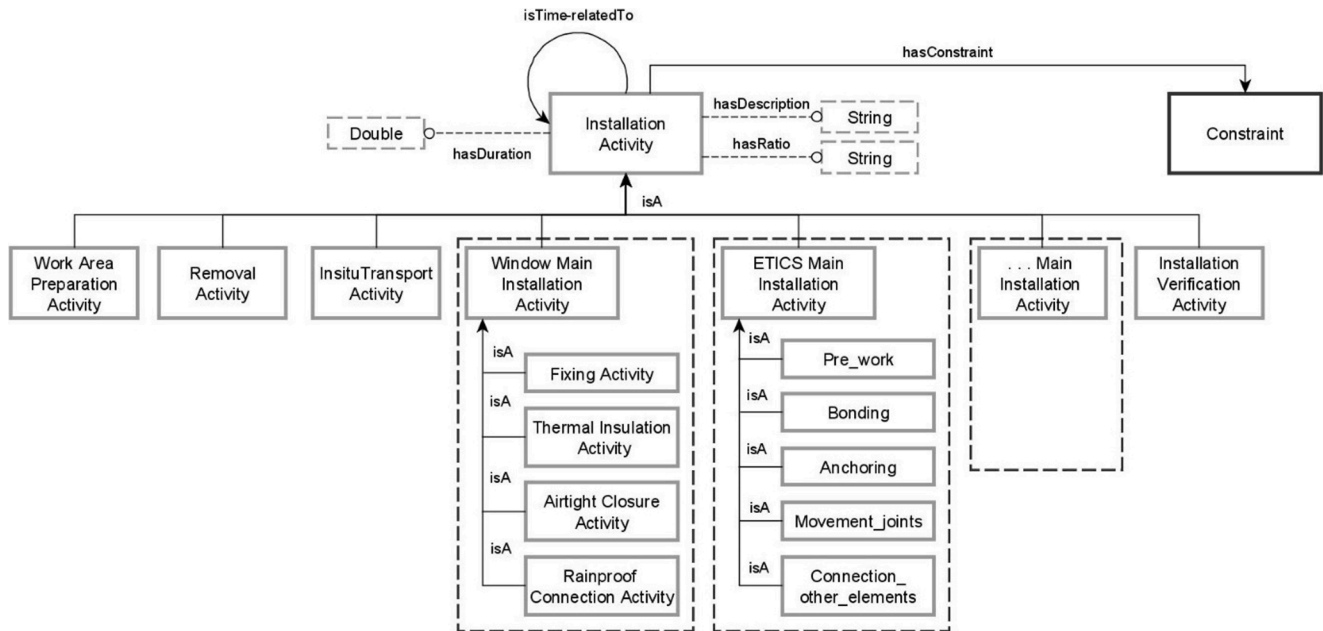 isTime-relatedTo
hasConstraint
hasDescription
Double
Installation
Activity
String
Constraint
hasDuration
hasRatio
String
isA
Work Area
Preparation
Activity
Removal
Activity
InsituTransport
Activity
Window Main
Installation
Activity
ETICS Main
Installation
Activity
. . . Main
Installation
Activity
Installation
Verification
Activity
isA
Fixing Activity
isA
Thermal Insulation
Activity
isA
Airtight Closure
Activity
isA
Rainproof
Connection Activity
isA
Pre_work
isA
Bonding
isA
Anchoring
isA
Movement_joints
isA
Connection_
other_elements